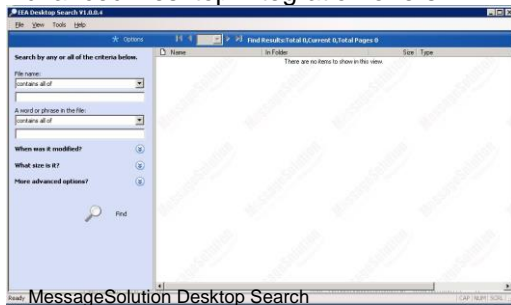 EEA Desktop Search V1.0.0.4
File View Tools Help
Options
Find Results:Total 0,Current 0,Total Pages 0
Search by any or all of the criteria below.
Name In Folder Size Type
There are no items to show in this view.
File name:
contains all of
A word or phrase in the file:
contains all of
When was it modified?
What size is it?
More advanced options?
Find
MessageSolution
Ready
CAP NUM SCRL
MessageSolution Desktop Search